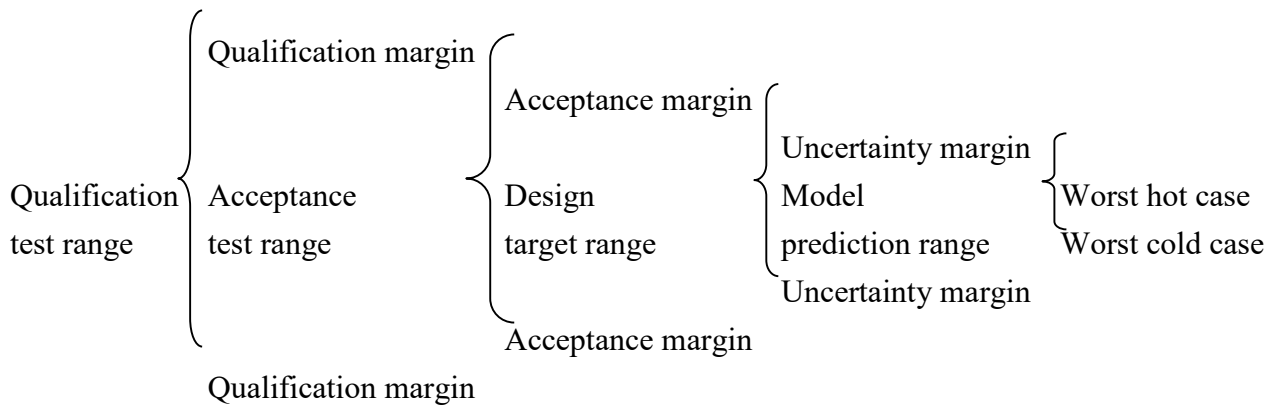 Qualification margin
Acceptance margin
Uncertainty margin
Qualification Acceptance Design Model Worst hot case
test range test range target range prediction range Worst cold case
Uncertainty margin
Acceptance margin
Qualification margin